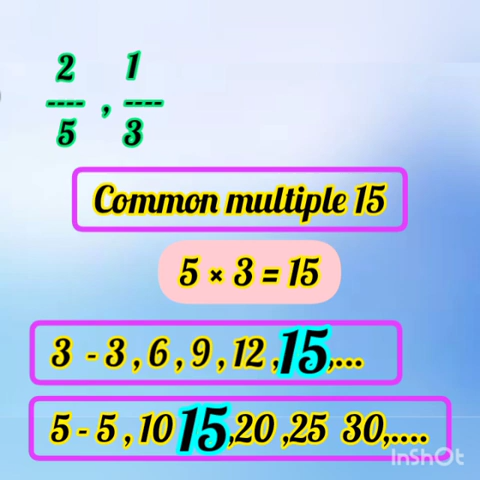 2 , 1
---- ----
5 3
Common multiple 15
5 × 3 = 15
3 - 3 , 6 , 9 , 12 , 15,...
5 - 5 , 10 15,20 ,25 30,....
InShOt